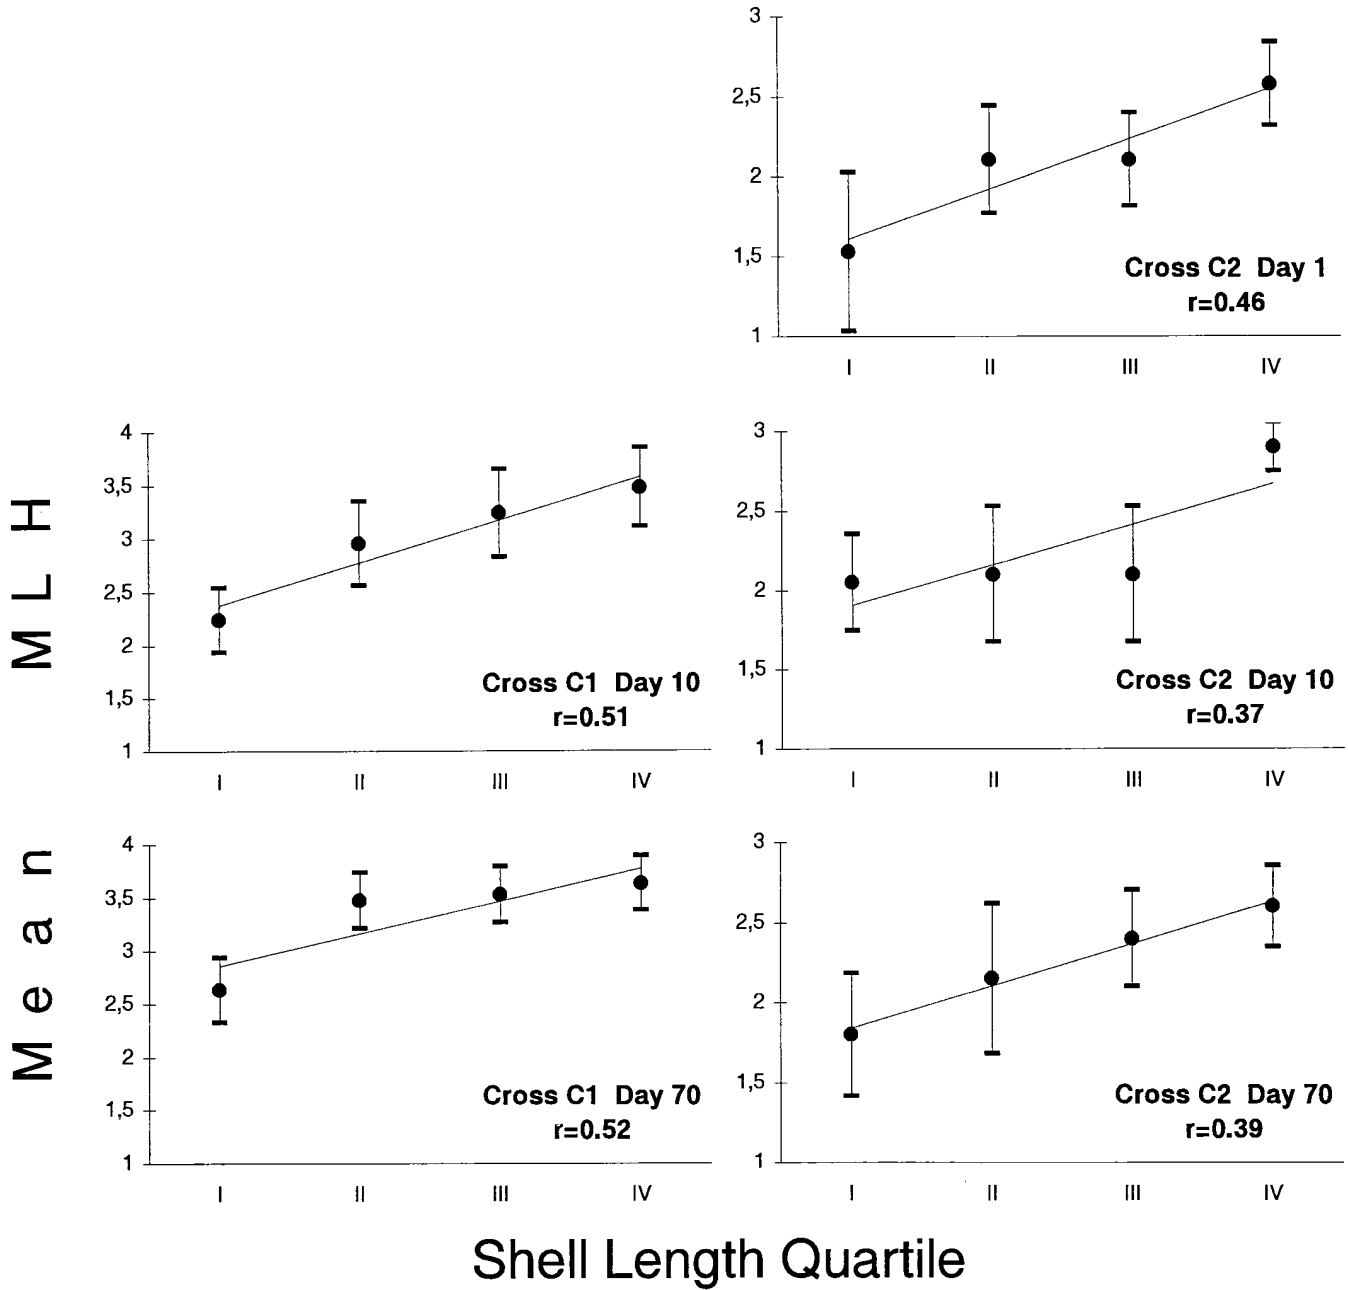 3
2,5
2
1,5
1
Cross C2 Day 1
r=0.46
I II III IV
4
3,5
3
2,5
2
1,5
1
Cross C1 Day 10
r=0.51
I II III IV
3
2,5
2
1,5
1
Cross C2 Day 10
r=0.37
I II III IV
4
3,5
3
2,5
2
1,5
1
Cross C1 Day 70
r=0.52
I II III IV
3
2,5
2
1,5
1
Cross C2 Day 70
r=0.39
I II III IV
Mean MLH
Shell Length Quartile